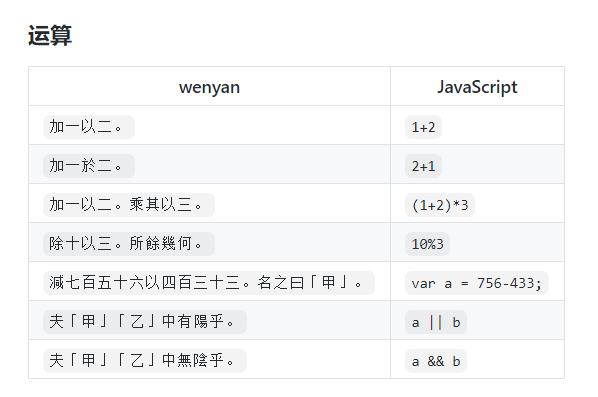 运算
wenyan JavaScript
加一以二。 1+2
加一於二。 2+1
加一以二。乘其以三。 (1+2)*3
除十以三。所餘幾何。 10%3
減七百五十六以四百三十三。名之曰「甲」。 var a = 756-433;
夫「甲」「乙」中有陽乎。 a || b
夫「甲」「乙」中無陰乎。 a && b